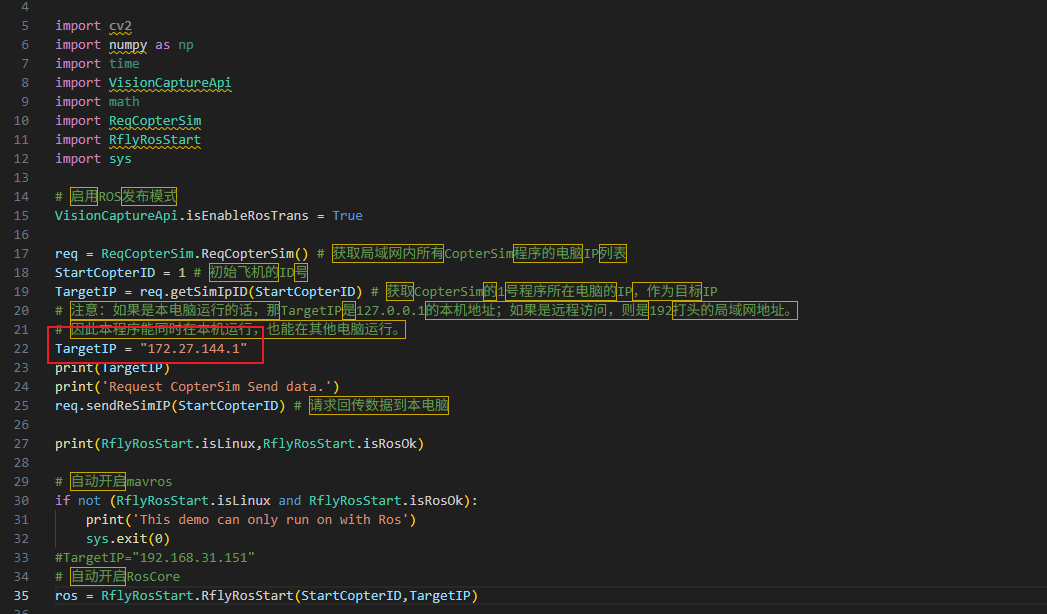 4
5 import cv2
6 import numpy as np
7 import time
8 import VisionCaptureApi
9 import math
10 import ReqCopterSim
11 import RflyRosStart
12 import sys
13
14 # 启用ROS发布模式
15 VisionCaptureApi.isEnableRosTrans = True
16
17 req = ReqCopterSim.ReqCopterSim() # 获取局域网内所有CopterSim程序的电脑IP列表
18 StartCopterID = 1 # 初始飞机的ID号
19 TargetIP = req.getSimIpID(StartCopterID) # 获取CopterSim的1号程序所在电脑的IP，作为目标IP
20 # 注意：如果是本电脑运行的话，那TargetIP是127.0.0.1的本机地址；如果是远程访问，则是192打头的局域网地址。
21 # 因此本程序能同时在本机运行，也能在其他电脑运行。
22 TargetIP = "172.27.144.1"
23 print(TargetIP)
24 print('Request CopterSim Send data.')
25 req.sendReSimIP(StartCopterID) # 请求回传数据到本电脑
26
27 print(RflyRosStart.isLinux,RflyRosStart.isRosOk)
28
29 # 自动开启mavros
30 if not (RflyRosStart.isLinux and RflyRosStart.isRosOk):
31 print('This demo can only run on with Ros')
32 sys.exit(0)
33 #TargetIP="192.168.31.151"
34 # 自动开启RosCore
35 ros = RflyRosStart.RflyRosStart(StartCopterID,TargetIP)
36